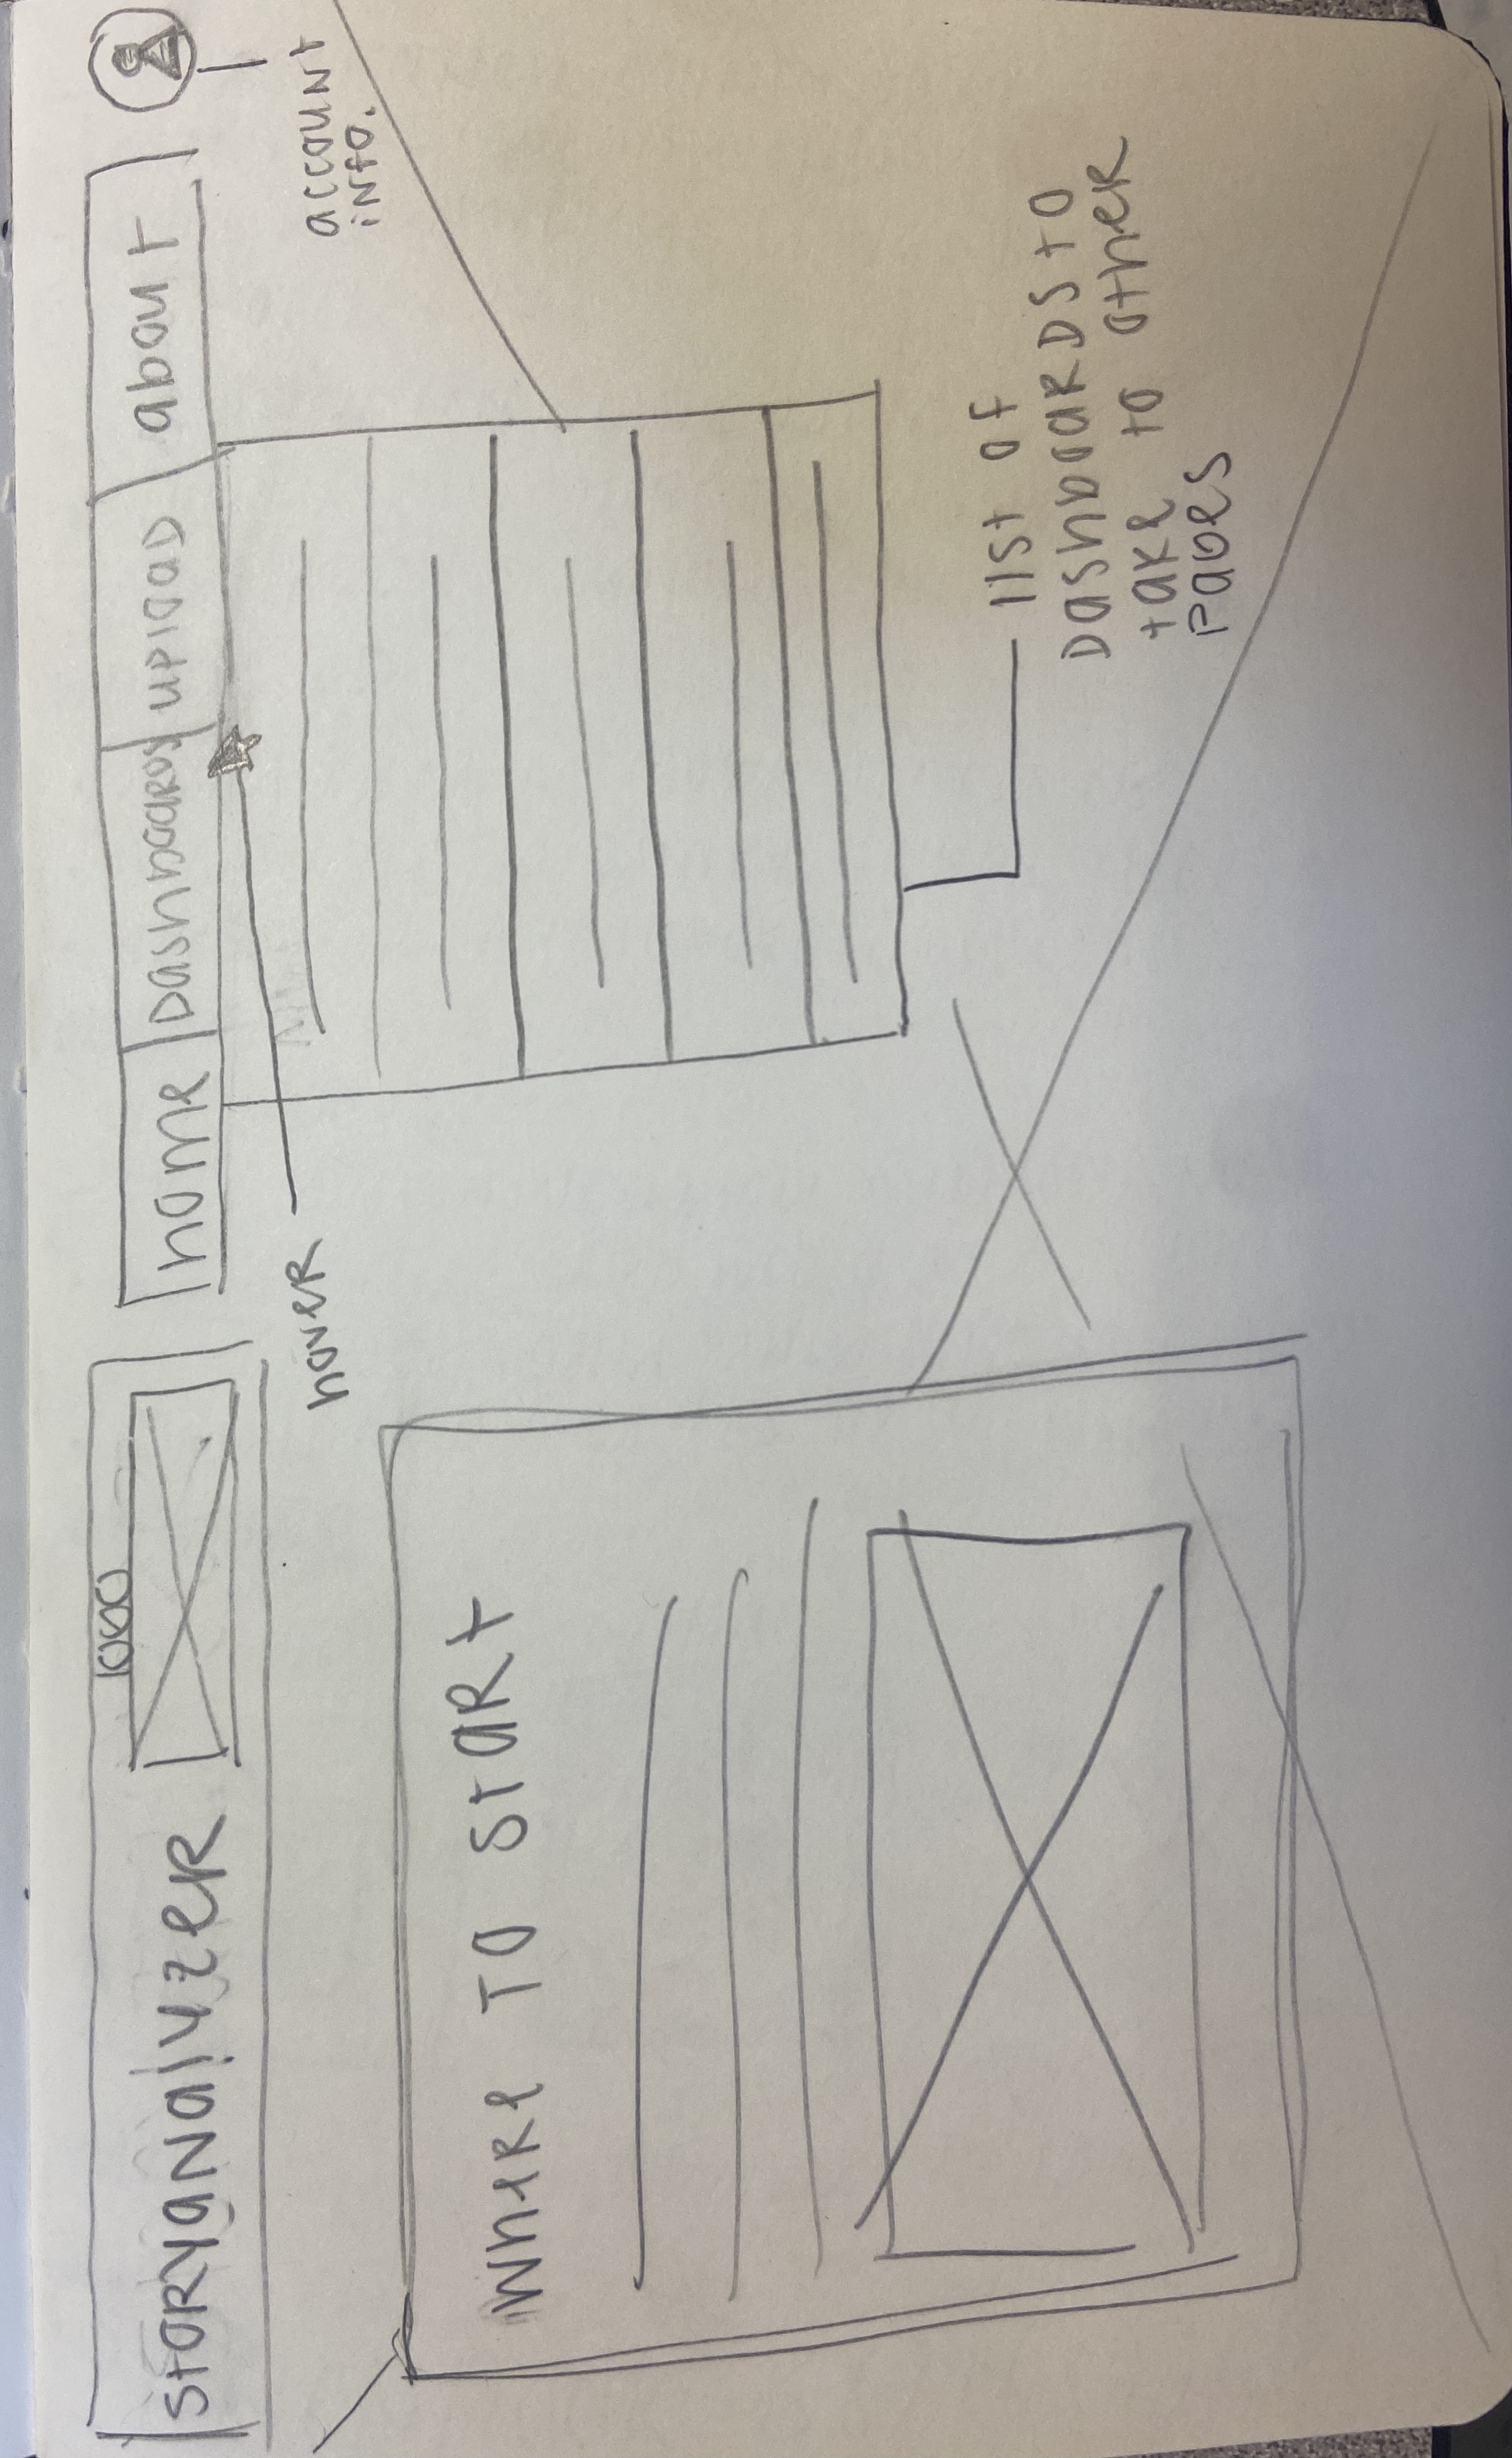 storyanalyzer
logo
home
dashboards
upload
about
account
info.
hover
where to start
list of
dashboards to
take to other
pages